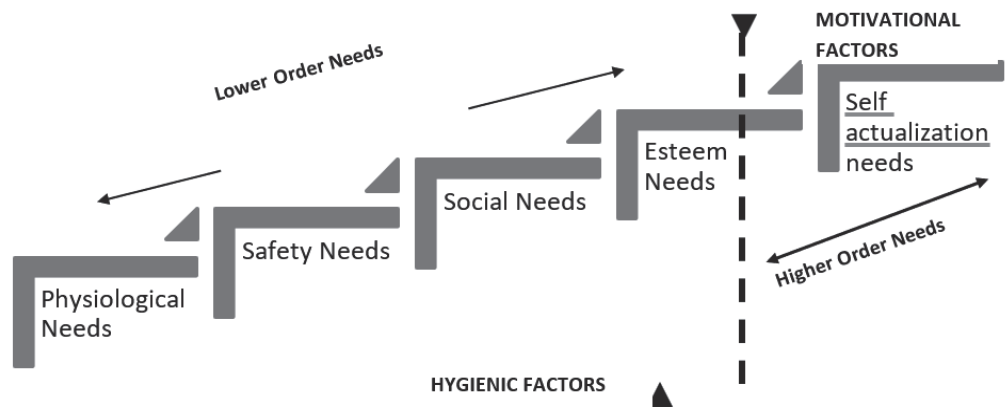 MOTIVATIONAL
FACTORS
Lower Order Needs
Self
actualization
needs
Esteem
Needs
Social Needs
Safety Needs
Higher Order Needs
Physiological
Needs
HYGIENIC FACTORS